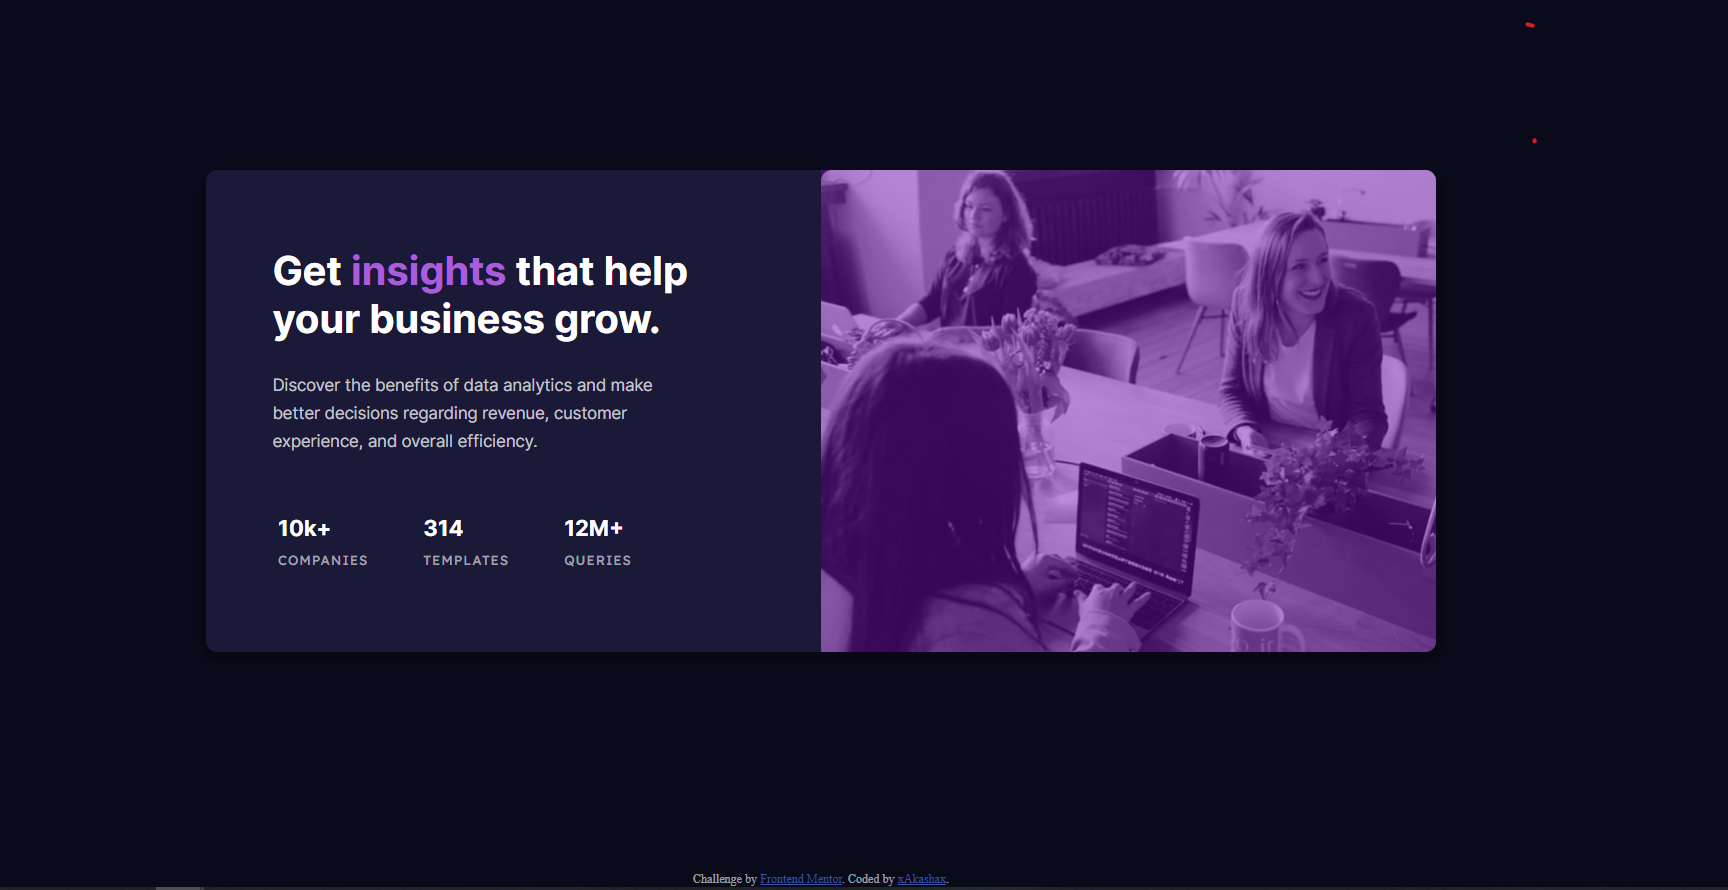 Get insights that help
your business grow.
Discover the benefits of data analytics and make
better decisions regarding revenue, customer
experience, and overall efficiency.
10k+
COMPANIES
314
TEMPLATES
12M+
QUERIES
Challenge by Frontend Mentor. Coded by xAkashax.